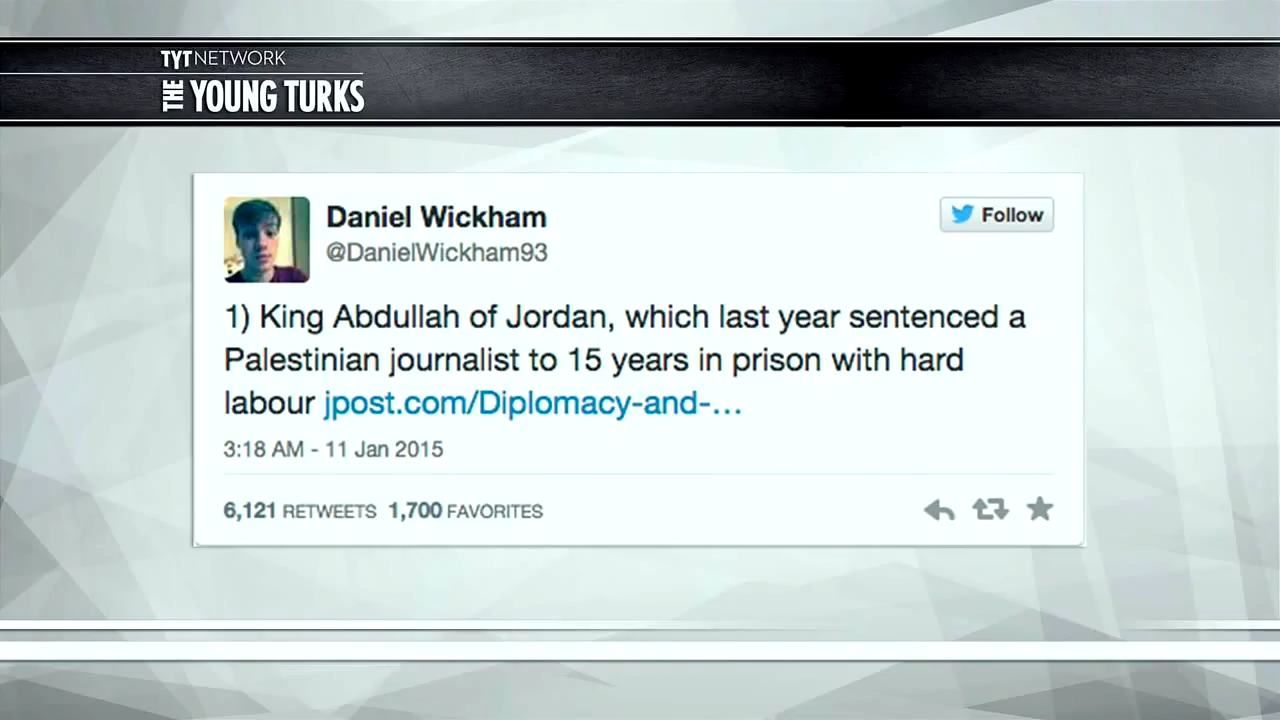 TYT NETWORK
THE YOUNG TURKS
Daniel Wickham
@DanielWickham93
Follow
1) King Abdullah of Jordan, which last year sentenced a
Palestinian journalist to 15 years in prison with hard
labour jpost.com/Diplomacy-and-...
3:18 AM - 11 Jan 2015
6,121 RETWEETS 1,700 FAVORITES